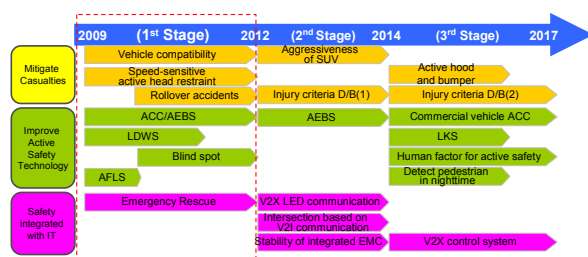 2009 (1st Stage) 2012 (2nd Stage) 2014 (3rd Stage) 2017
Mitigate
Casualties
Vehicle compatibility
Aggressiveness
of SUV
Speed-sensitive
active head restraint
Active hood
and bumper
Rollover accidents
Injury criteria D/B(1)
Injury criteria D/B(2)
Improve
Active
Safety
Technology
ACC/AEBS
AEBS
Commercial vehicle ACC
LDWS
LKS
Blind spot
Human factor for active safety
AFLS
Detect pedestrian
in nighttime
Safety
integrated
with IT
Emergency Rescue
V2X LED communication
Intersection based on
V2I communication
Stability of integrated EMC
V2X control system